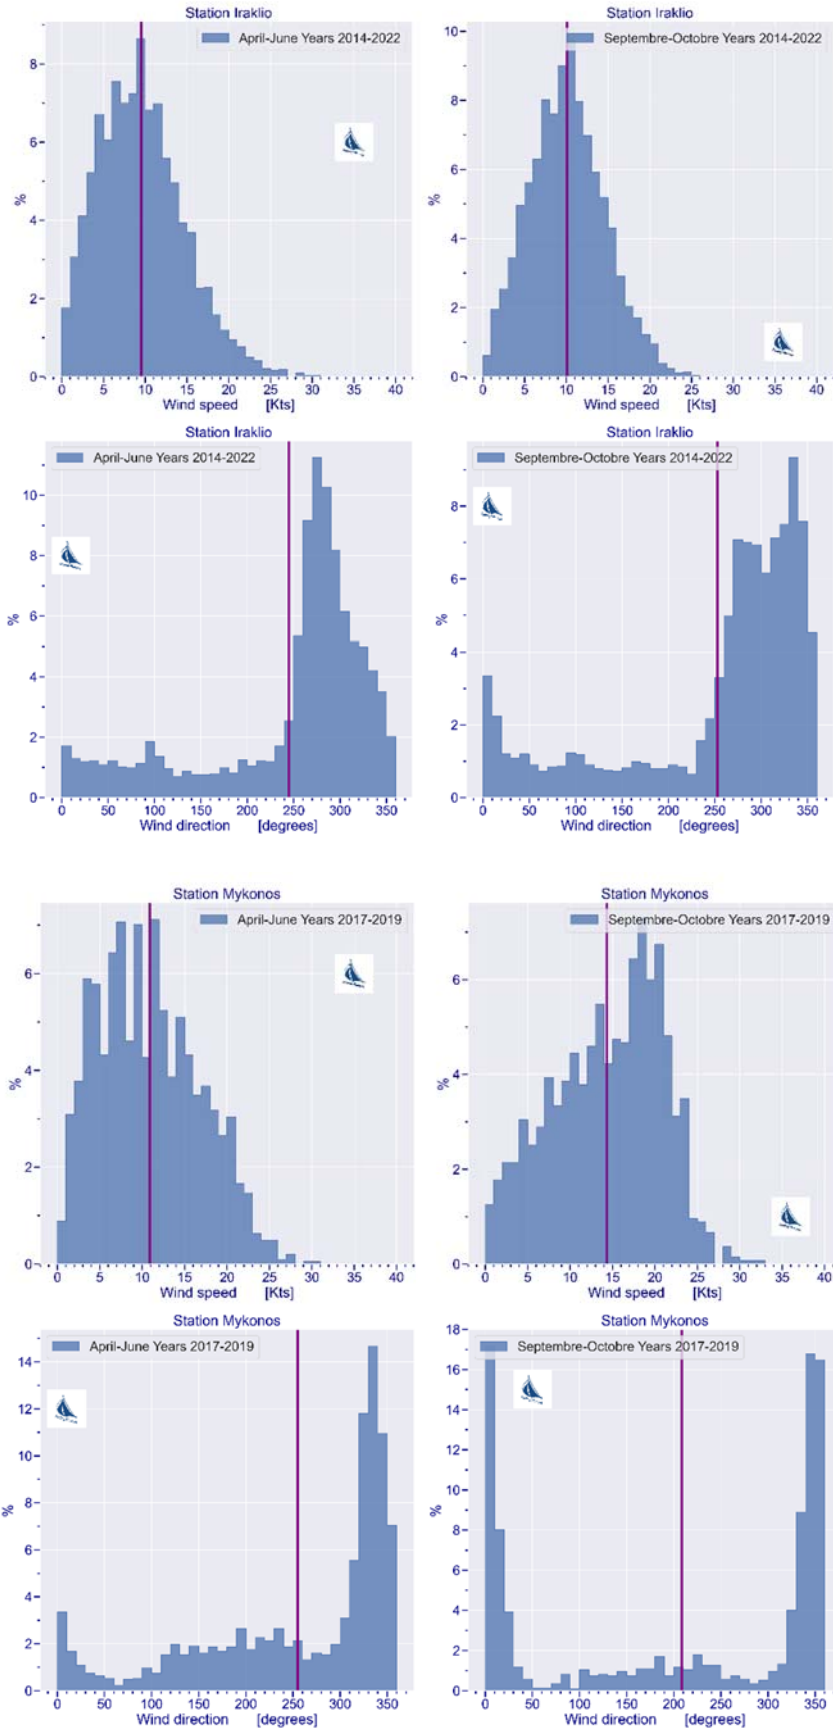 Station Iraklio
April-June Years 2014-2022
8
6
4
2
0
%
0 5 10 15 20 25 30 35 40
Wind speed [Kts]
Station Iraklio
Septembre-Octobre Years 2014-2022
10
8
6
4
2
0
%
0 5 10 15 20 25 30 35 40
Wind speed [Kts]
Station Iraklio
April-June Years 2014-2022
10
8
6
4
2
0
%
0 50 100 150 200 250 300 350
Wind direction [degrees]
Station Iraklio
Septembre-Octobre Years 2014-2022
8
6
4
2
0
%
0 50 100 150 200 250 300 350
Wind direction [degrees]
Station Mykonos
April-June Years 2017-2019
6
4
2
0
%
0 5 10 15 20 25 30 35 40
Wind speed [Kts]
Station Mykonos
Septembre-Octobre Years 2017-2019
6
4
2
0
%
0 5 10 15 20 25 30 35 40
Wind speed [Kts]
Station Mykonos
April-June Years 2017-2019
14
12
10
8
6
4
2
0
%
0 50 100 150 200 250 300 350
Wind direction [degrees]
Station Mykonos
Septembre-Octobre Years 2017-2019
18
16
14
12
10
8
6
4
2
0
%
0 50 100 150 200 250 300 350
Wind direction [degrees]